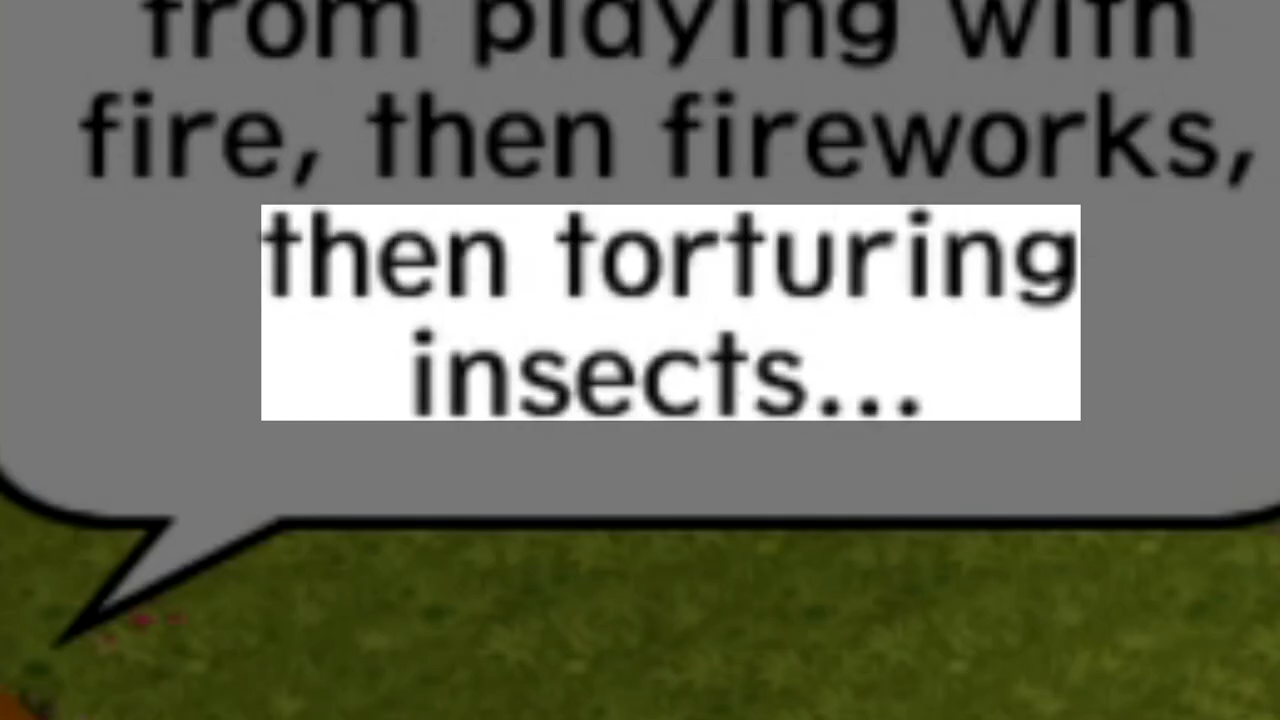 from playing with
fire, then fireworks,
then torturing
insects...